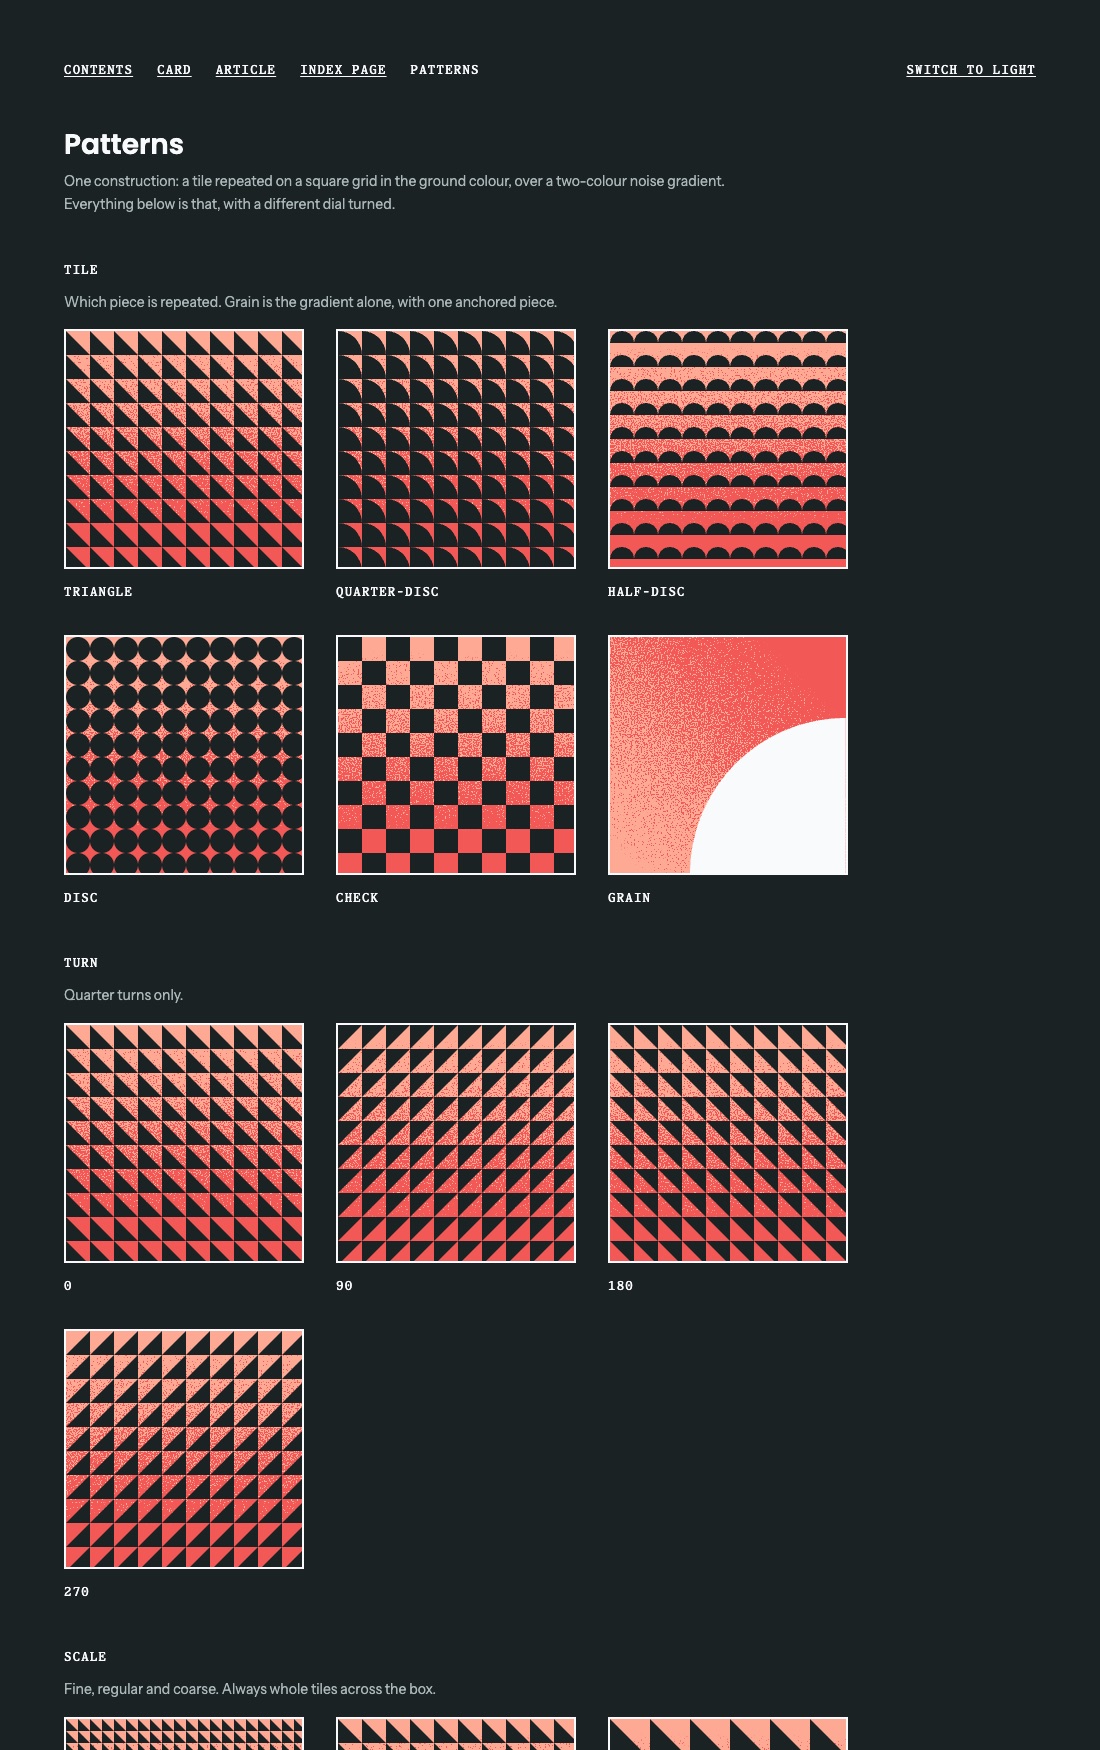 CONTENTS CARD ARTICLE INDEX PAGE PATTERNS SWITCH TO LIGHT
Patterns
One construction: a tile repeated on a square grid in the ground colour, over a two-colour noise gradient.
Everything below is that, with a different dial turned.
TILE
Which piece is repeated. Grain is the gradient alone, with one anchored piece.
TRIANGLE QUARTER-DISC HALF-DISC
DISC CHECK GRAIN
TURN
Quarter turns only.
0 90 180
270
SCALE
Fine, regular and coarse. Always whole tiles across the box.